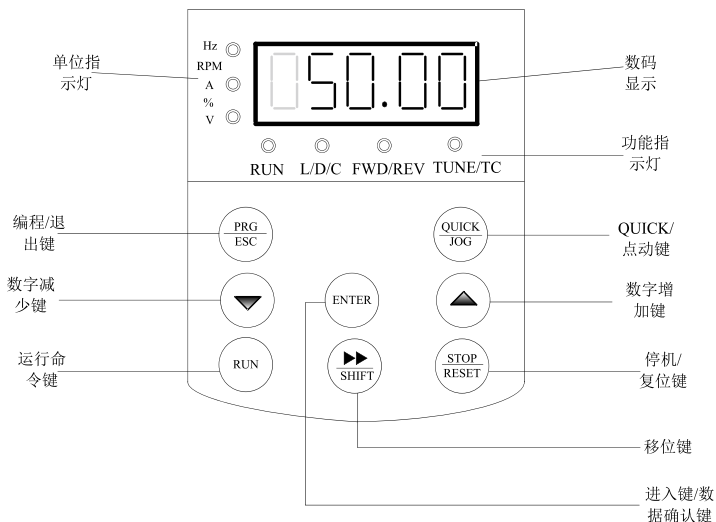 Hz
RPM
A
%
V
50.00
单位指
示灯
数码
显示
RUN L/D/C FWD/REV TUNE/TC
功能指
示灯
编程/退
出键
PRG
ESC
QUICK
JOG
QUICK/
点动键
数字减
少键
ENTER
数字增
加键
运行命
令键
RUN
SHIFT
STOP
RESET
停机/
复位键
移位键
进入键/数
据确认键